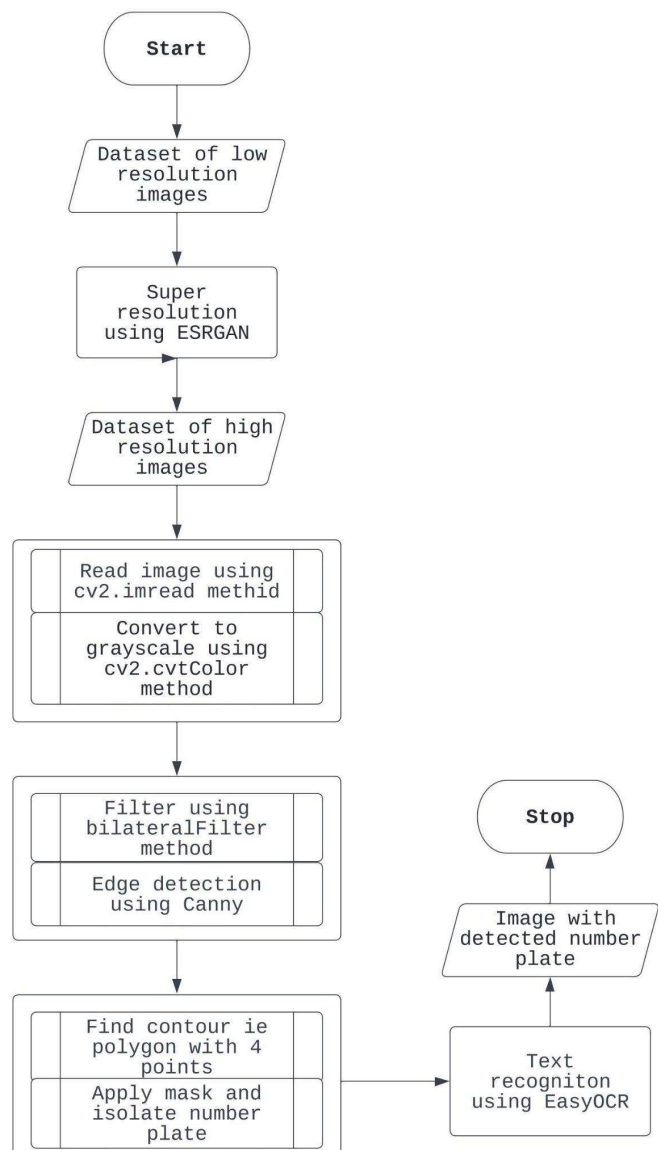 Start
Dataset of low
resolution
images
Super
resolution
using ESRGAN
Dataset of high
resolution
images
Read image using
cv2.imread methid
Convert to
grayscale using
cv2.cvtColor
method
Filter using
bilateralFilter
method
Edge detection
using Canny
Find contour ie
polygon with 4
points
Apply mask and
isolate number
plate
Text
recogniton
using EasyOCR
Image with
detected number
plate
Stop